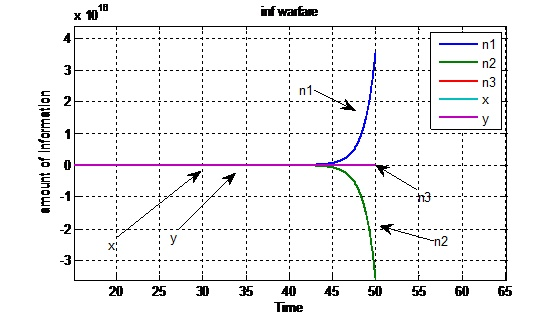 x 10^18
inf warfare
4
3
2
1
0
-1
-2
-3
amount of information
n1
n2
n3
x
y
n1
n3
x
y
n2
20 25 30 35 40 45 50 55 60 65
Time